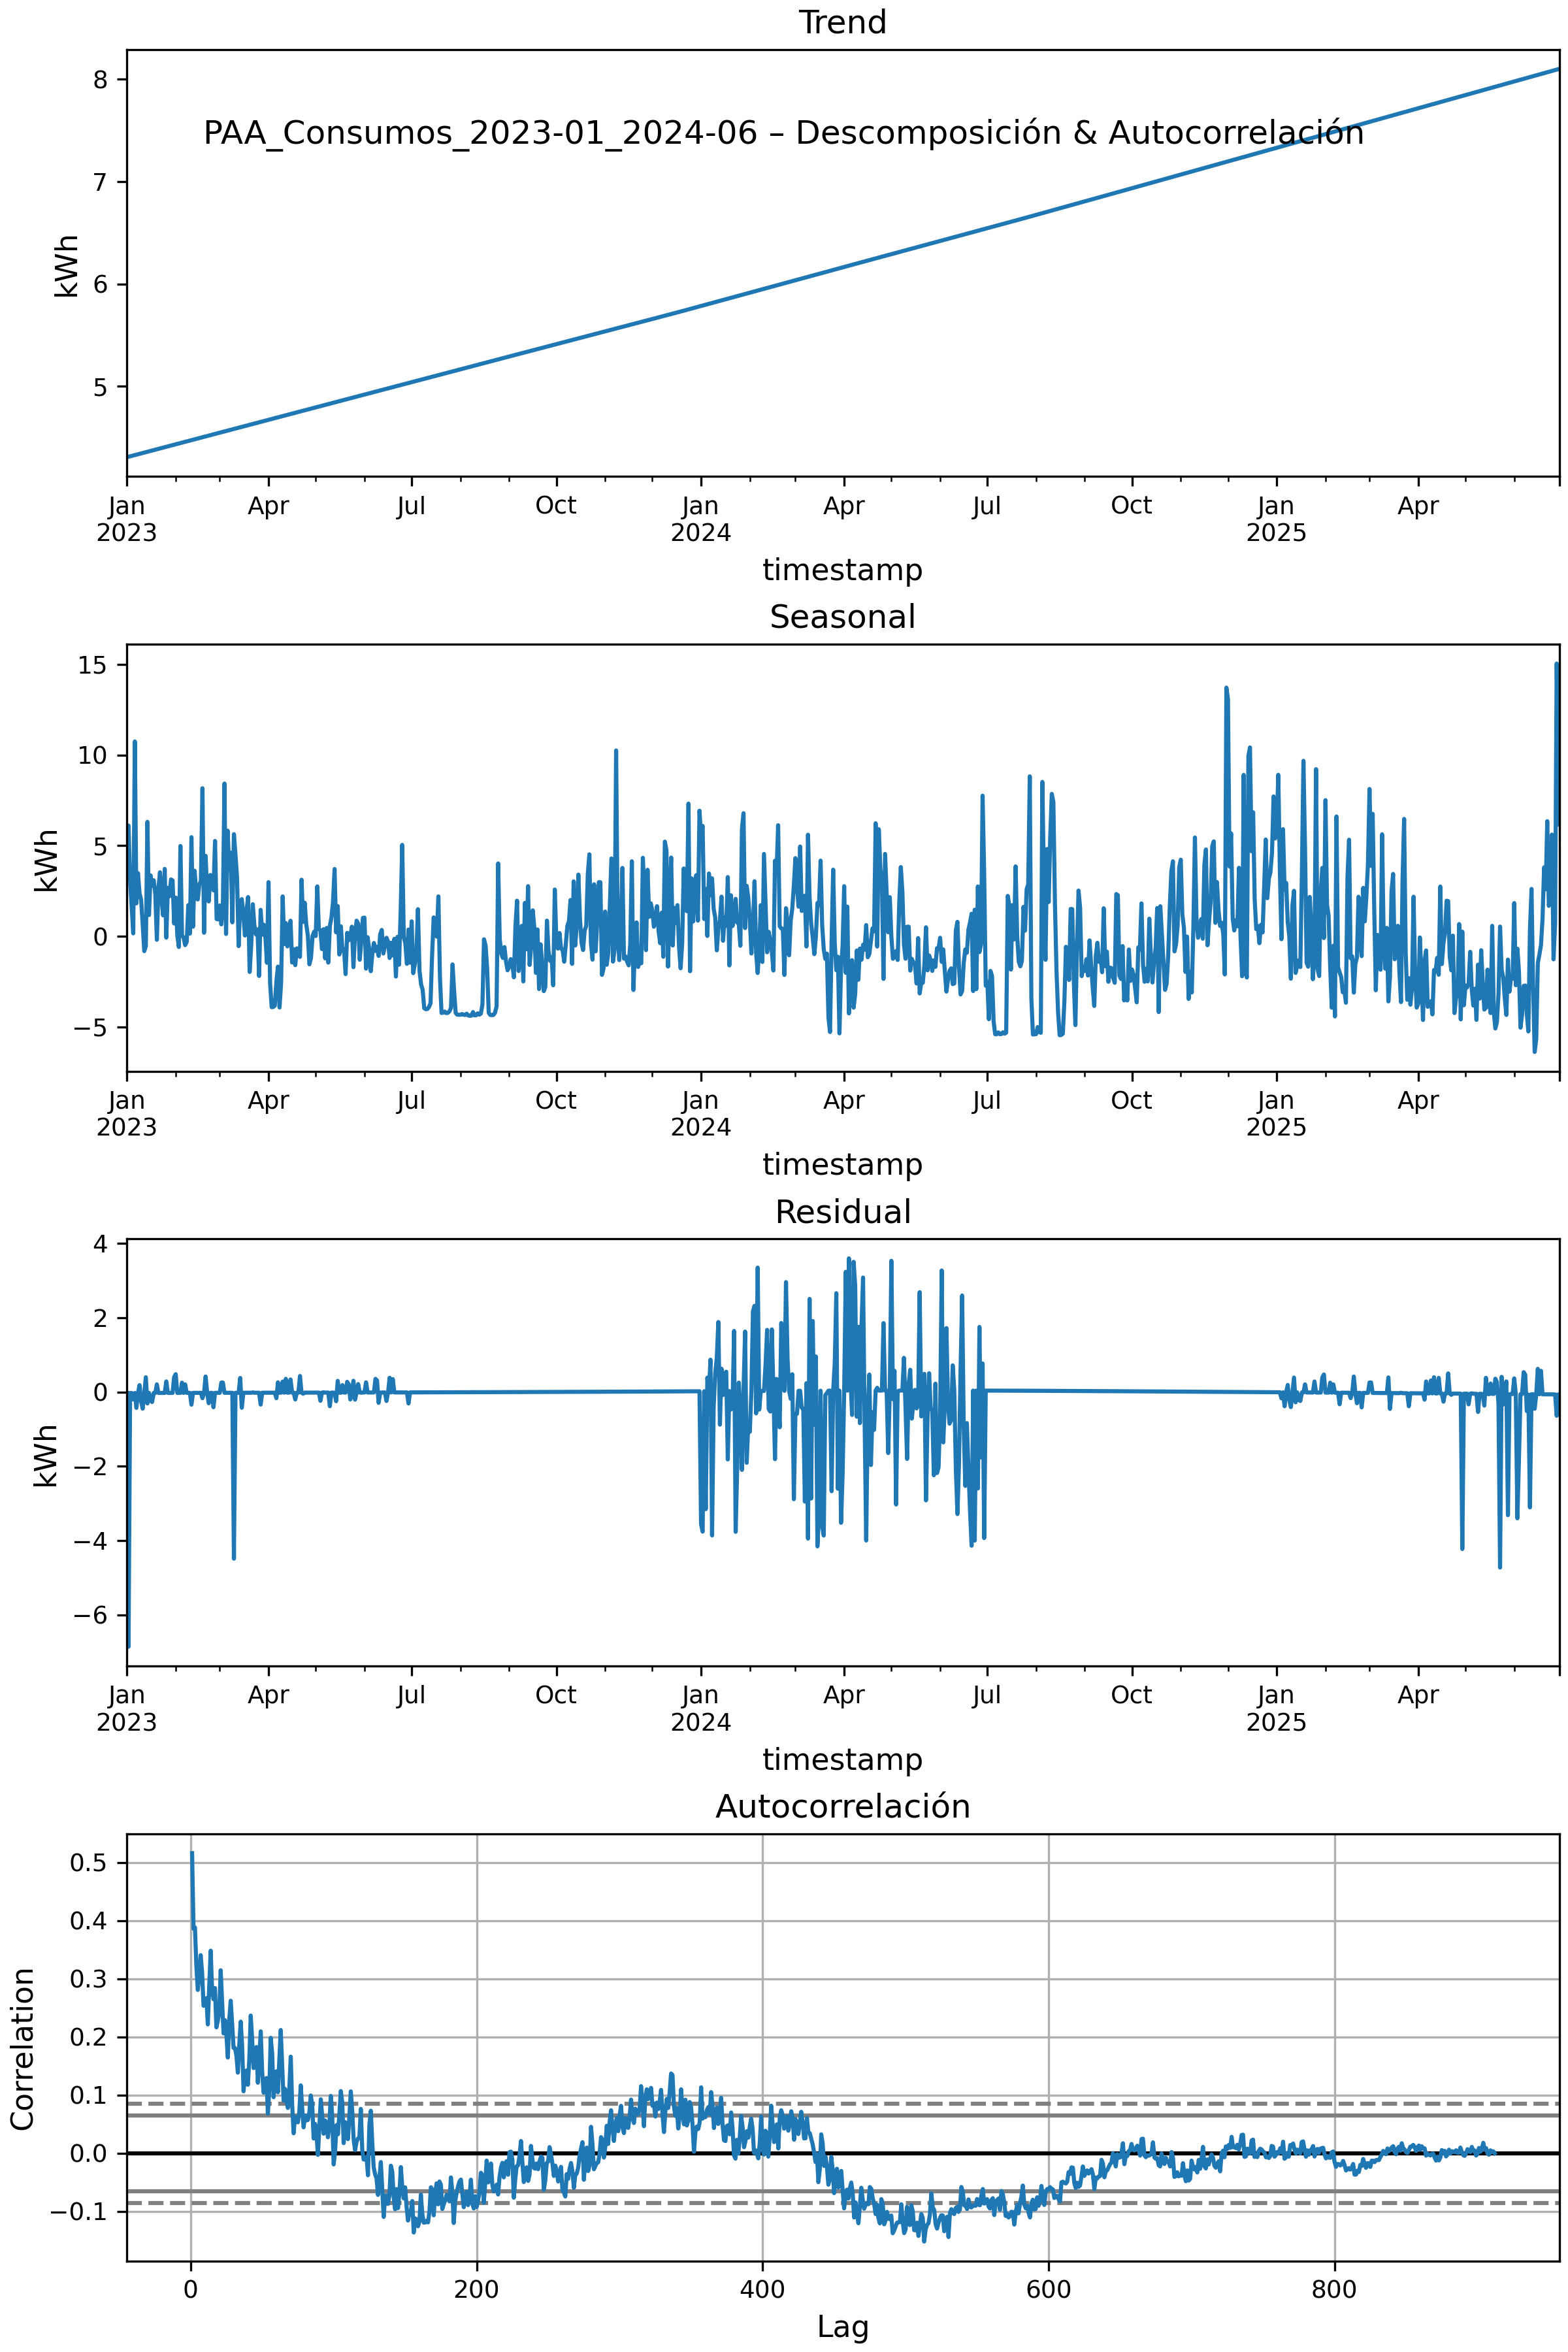 Trend
PAA_Consumos_2023-01_2024-06 – Descomposición & Autocorrelación
kWh
8
7
6
5
Jan Apr Jul Oct Jan Apr Jul Oct Jan Apr
2023 2024 2025
timestamp
Seasonal
kWh
15
10
5
0
−5
Jan Apr Jul Oct Jan Apr Jul Oct Jan Apr
2023 2024 2025
timestamp
Residual
kWh
4
2
0
−2
−4
−6
Jan Apr Jul Oct Jan Apr Jul Oct Jan Apr
2023 2024 2025
timestamp
Autocorrelación
Correlation
0.5
0.4
0.3
0.2
0.1
0.0
−0.1
0 200 400 600 800
Lag